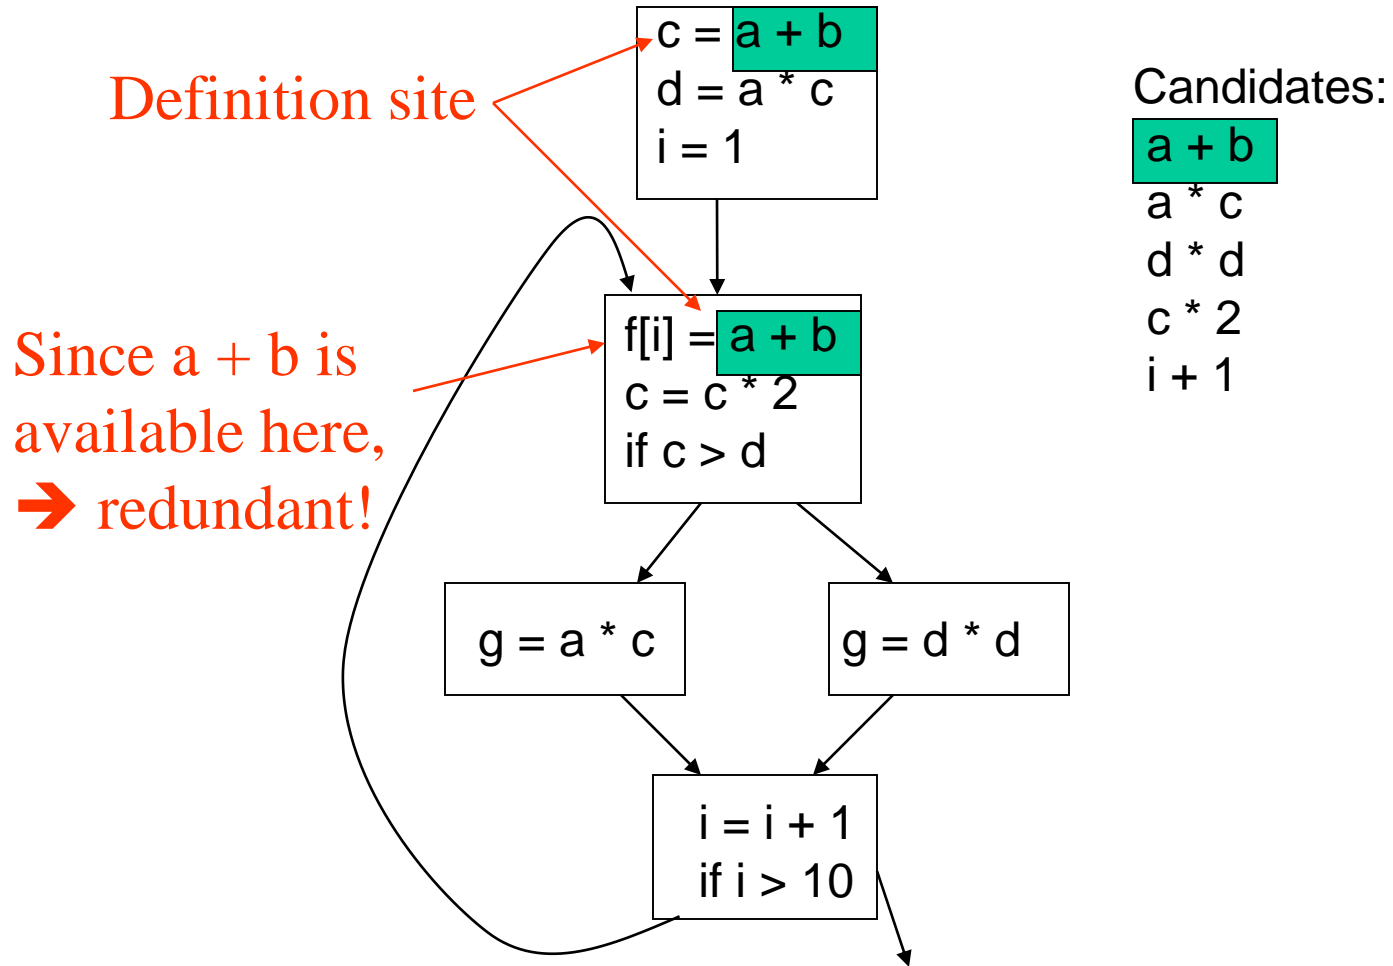 c = a + b
d = a * c
i = 1
Definition site
Candidates:
a + b
a * c
d * d
c * 2
i + 1
f[i] = a + b
c = c * 2
if c > d
Since a + b is
available here,
➔ redundant!
g = a * c
g = d * d
i = i + 1
if i > 10